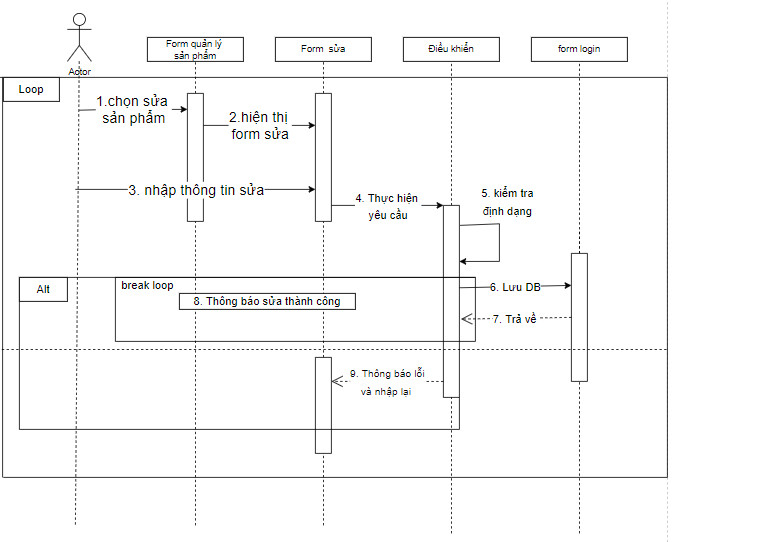 Actor
Form quản lý
sản phẩm
Form sửa
Điều khiển
form login
Loop
1.chọn sửa
sản phẩm
2.hiện thị
form sửa
3. nhập thông tin sửa
4. Thực hiện
yêu cầu
5. kiểm tra
định dạng
Alt
break loop
6. Lưu DB
8. Thông báo sửa thành công
7. Trả về
9. Thông báo lỗi
và nhập lại